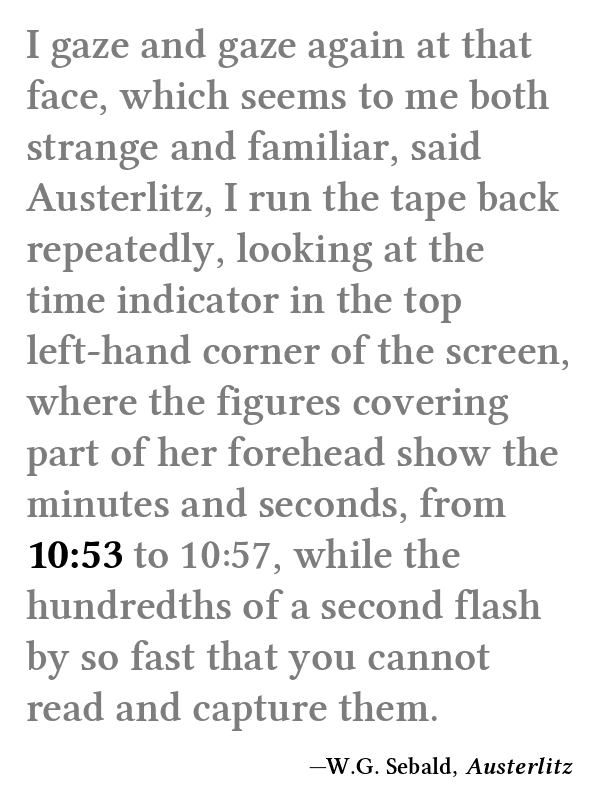 I gaze and gaze again at that
face, which seems to me both
strange and familiar, said
Austerlitz, I run the tape back
repeatedly, looking at the
time indicator in the top
left-hand corner of the screen,
where the figures covering
part of her forehead show the
minutes and seconds, from
10:53 to 10:57, while the
hundredths of a second flash
by so fast that you cannot
read and capture them.
—W.G. Sebald, Austerlitz